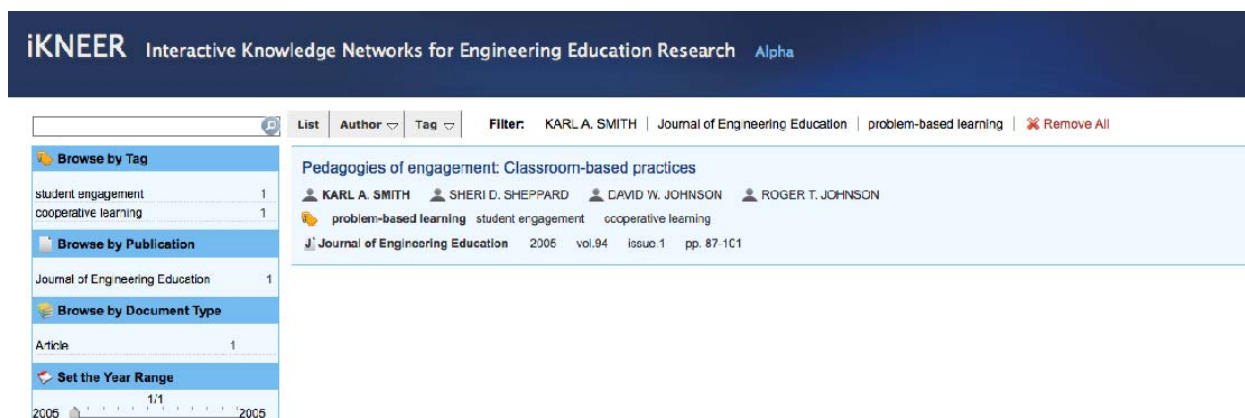 iKNEER Interactive Knowledge Networks for Engineering Education Research Alpha
List Author Tag Filter: KARL A. SMITH | Journal of Engineering Education | problem-based learning | Remove All
Browse by Tag
student engagement 1
cooperative learning 1
Browse by Publication
Journal of Engineering Education 1
Browse by Document Type
Article 1
Set the Year Range
1/1
2005 2005
Pedagogies of engagement: Classroom-based practices
KARL A. SMITH SHERI D. SHEPPARD DAVID W. JOHNSON ROGER T. JOHNSON
problem-based learning student engagement cooperative learning
Journal of Engineering Education 2005 vol.94 issue.1 pp. 87-101